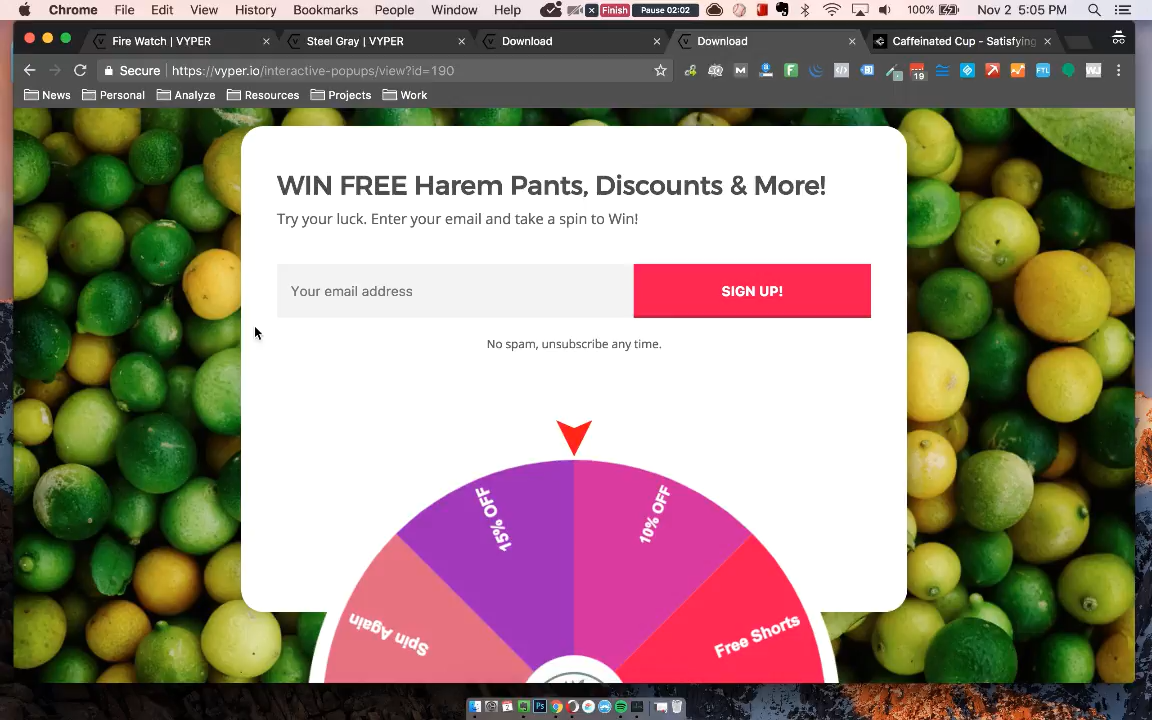 Chrome File Edit View History Bookmarks People Window Help Finish Pause 02:02 100% Nov 2 5:05 PM
Fire Watch | VYPER Steel Gray | VYPER Download Download Caffeinated Cup - Satisfying
Secure https://vyper.io/interactive-popups/view?id=190 19 FTL WJ
News Personal Analyze Resources Projects Work
WIN FREE Harem Pants, Discounts & More!
Try your luck. Enter your email and take a spin to Win!
Your email address SIGN UP!
No spam, unsubscribe any time.
15% OFF
10% OFF
Spin Again
Free Shorts